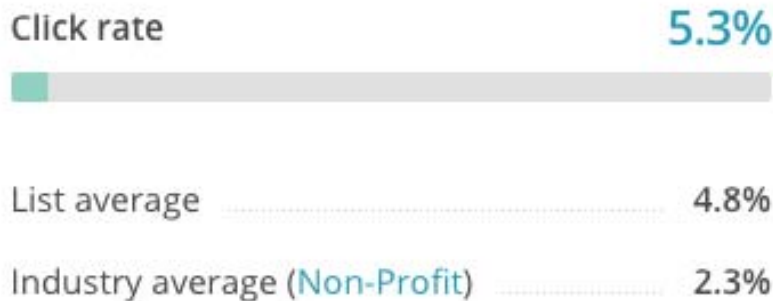 Click rate 5.3%
List average 4.8%
Industry average (Non-Profit) 2.3%